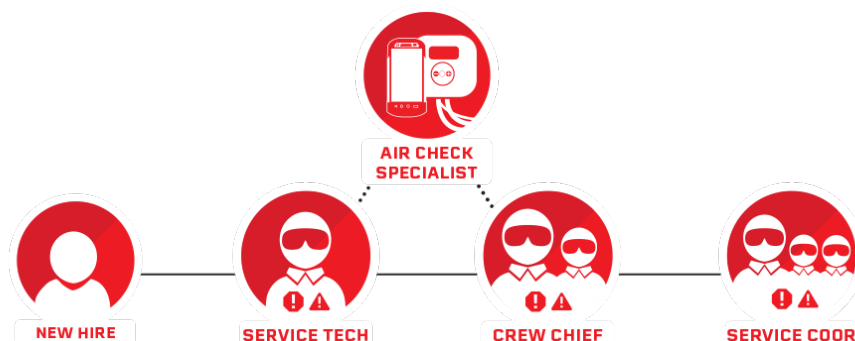 AIR CHECK
SPECIALIST
NEW HIRE
SERVICE TECH
CREW CHIEF
SERVICE COOR